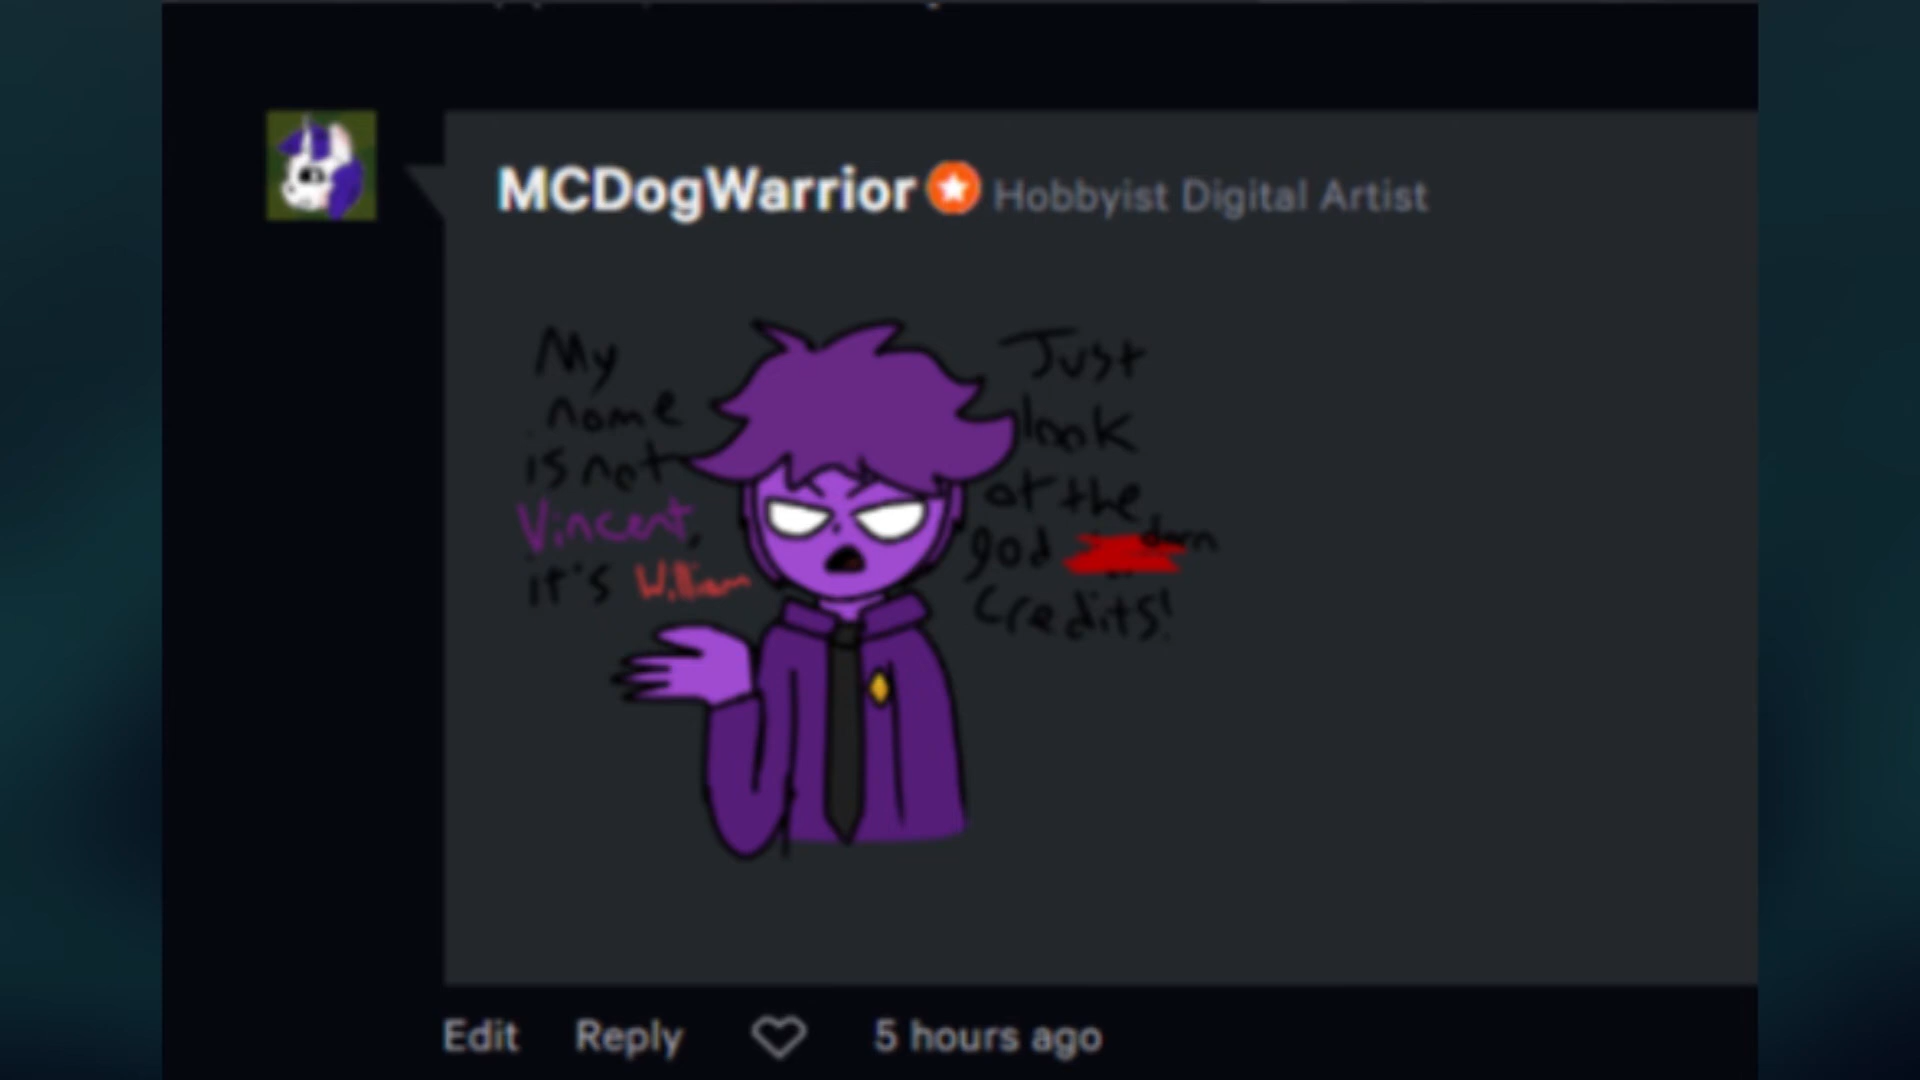 MCDogWarrior Hobbyist Digital Artist
My
name
is not
Vincent,
it's William
Just
look
at the
god darn
credits!
Edit Reply 5 hours ago